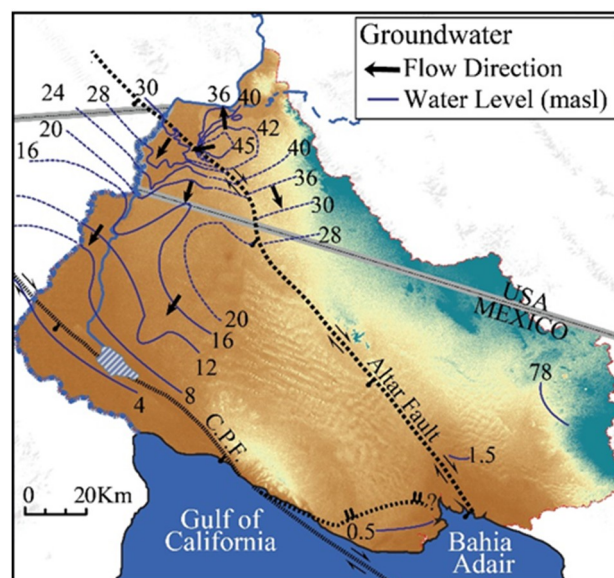 Groundwater
Flow Direction
Water Level (masl)
30
36
40
24
28
42
20
45
16
40
36
30
28
USA
MEXICO
20
16
12
78
8
4
Altar Fault
C.P.F.
1.5
0 20Km
?
0.5
Gulf of
California
Bahia
Adair